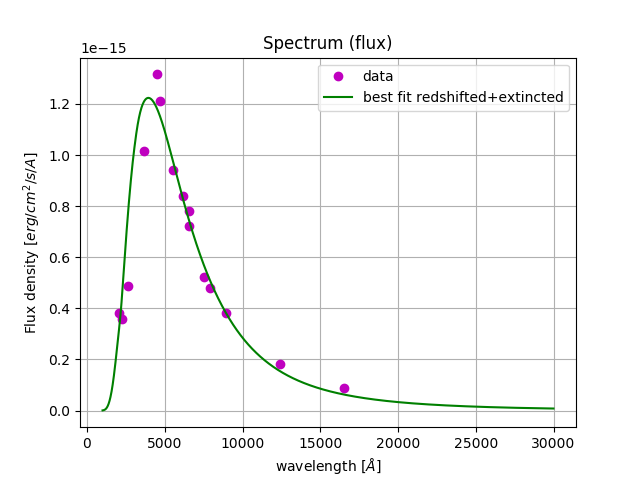 Spectrum (flux)
1e−15
data
best fit redshifted+extincted
1.2
1.0
0.8
0.6
0.4
0.2
0.0
Flux density [erg/cm²/s/A]
0 5000 10000 15000 20000 25000 30000
wavelength [Å]